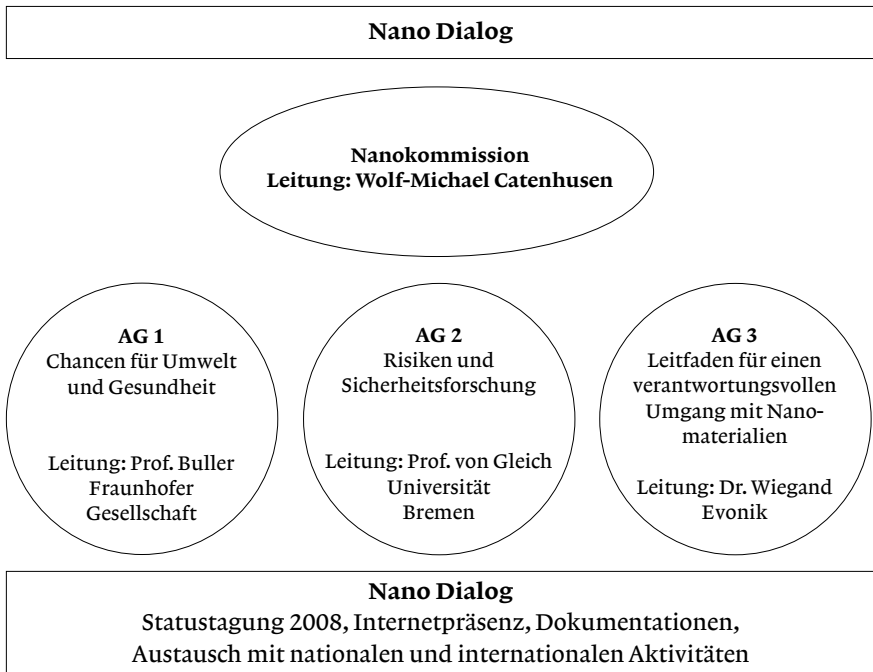 Nano Dialog
Nanokommission
Leitung: Wolf-Michael Catenhusen
AG 1
Chancen für Umwelt
und Gesundheit
Leitung: Prof. Buller
Fraunhofer
Gesellschaft
AG 2
Risiken und
Sicherheitsforschung
Leitung: Prof. von Gleich
Universität
Bremen
AG 3
Leitfaden für einen
verantwortungsvollen
Umgang mit Nano-
materialien
Leitung: Dr. Wiegand
Evonik
Nano Dialog
Statustagung 2008, Internetpräsenz, Dokumentationen,
Austausch mit nationalen und internationalen Aktivitäten